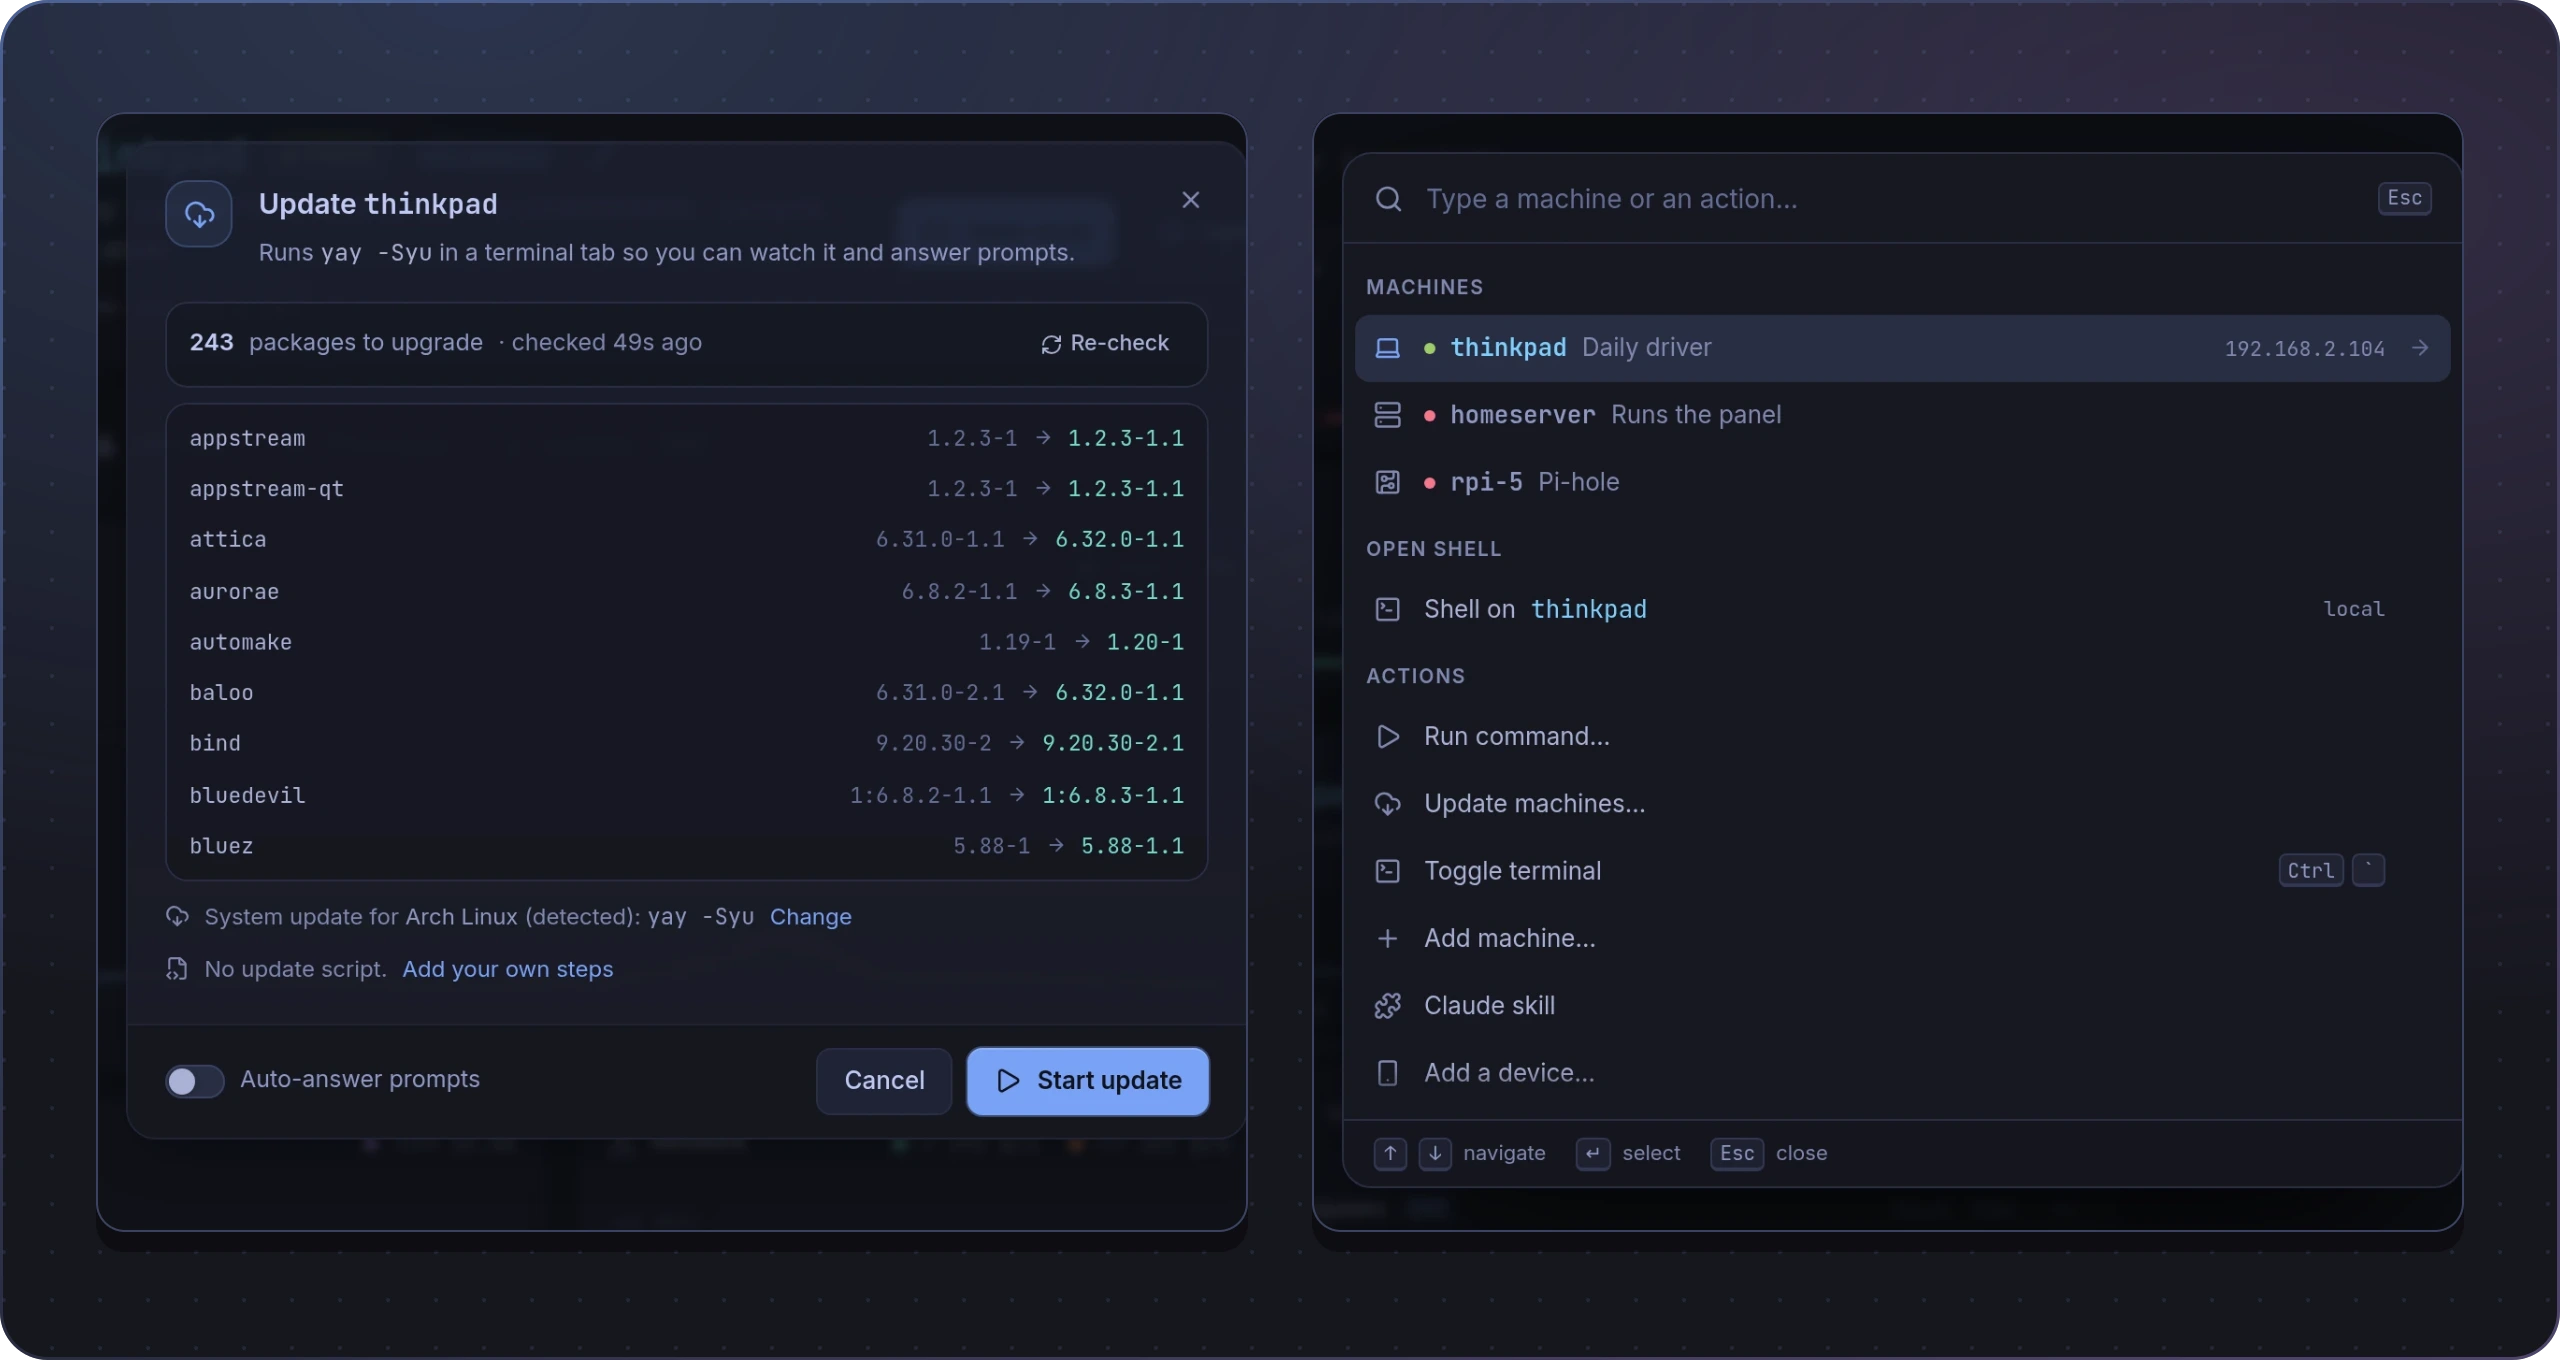 Update thinkpad
Runs yay -Syu in a terminal tab so you can watch it and answer prompts.
243 packages to upgrade · checked 49s ago Re-check
appstream 1.2.3-1 → 1.2.3-1.1
appstream-qt 1.2.3-1 → 1.2.3-1.1
attica 6.31.0-1.1 → 6.32.0-1.1
aurorae 6.8.2-1.1 → 6.8.3-1.1
automake 1.19-1 → 1.20-1
baloo 6.31.0-2.1 → 6.32.0-1.1
bind 9.20.30-2 → 9.20.30-2.1
bluedevil 1:6.8.2-1.1 → 1:6.8.3-1.1
bluez 5.88-1 → 5.88-1.1
System update for Arch Linux (detected): yay -Syu Change
No update script. Add your own steps
Auto-answer prompts Cancel Start update
Type a machine or an action... Esc
MACHINES
thinkpad Daily driver 192.168.2.104 →
homeserver Runs the panel
rpi-5 Pi-hole
OPEN SHELL
Shell on thinkpad local
ACTIONS
Run command...
Update machines...
Toggle terminal Ctrl `
Add machine...
Claude skill
Add a device...
↑ ↓ navigate ↵ select Esc close